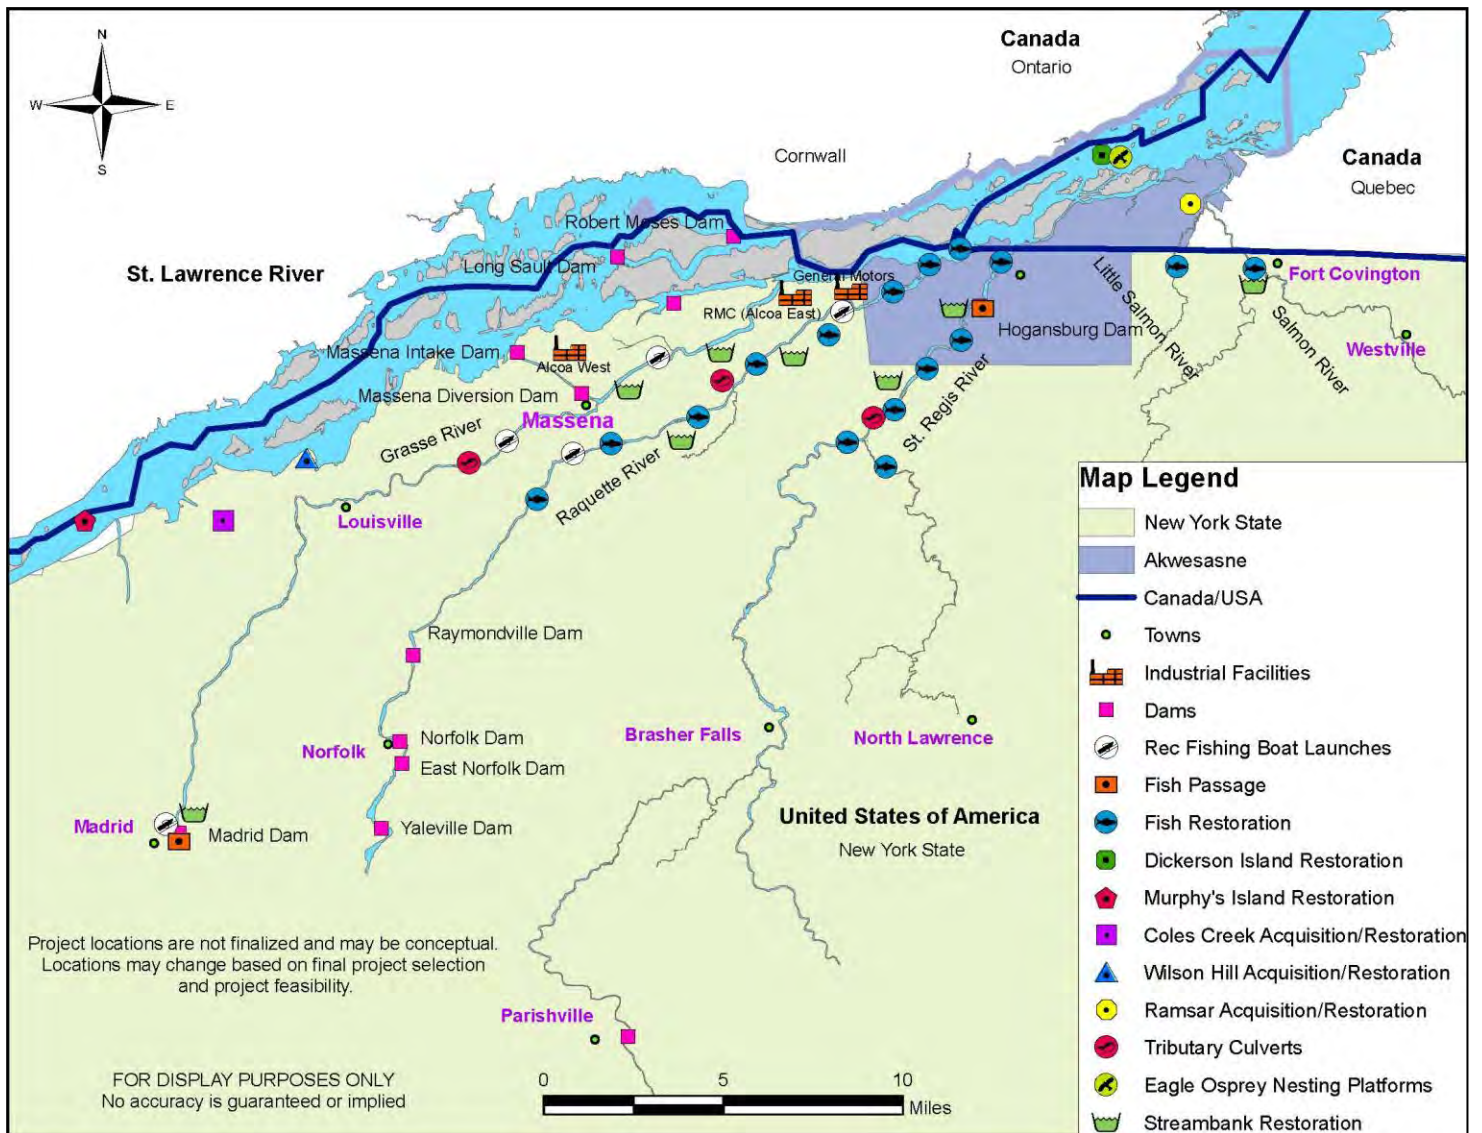 N
W
E
S
Canada
Ontario
Cornwall
Canada
Quebec
Robert Moses Dam
St. Lawrence River
Long Sault Dam
General Motors
RMC (Alcoa East)
Little Salmon River
Fort Covington
Hogansburg Dam
Salmon River
Westville
Massena Intake Dam
Alcoa West
Massena Diversion Dam
Massena
Grasse River
St. Regis River
Raquette River
Louisville
Raymondville Dam
Norfolk
Norfolk Dam
East Norfolk Dam
Brasher Falls
North Lawrence
Madrid
Madrid Dam
Yaleville Dam
United States of America
New York State
Project locations are not finalized and may be conceptual.
Locations may change based on final project selection
and project feasibility.
Parishville
FOR DISPLAY PURPOSES ONLY
No accuracy is guaranteed or implied
0 5 10
Miles
Map Legend
New York State
Akwesasne
Canada/USA
Towns
Industrial Facilities
Dams
Rec Fishing Boat Launches
Fish Passage
Fish Restoration
Dickerson Island Restoration
Murphy's Island Restoration
Coles Creek Acquisition/Restoration
Wilson Hill Acquisition/Restoration
Ramsar Acquisition/Restoration
Tributary Culverts
Eagle Osprey Nesting Platforms
Streambank Restoration